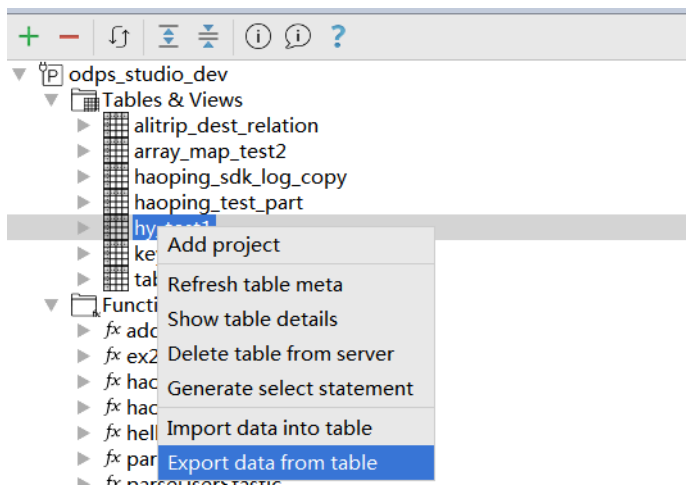 odps_studio_dev
Tables & Views
alitrip_dest_relation
array_map_test2
haoping_sdk_log_copy
haoping_test_part
hy_test1
Add project
Refresh table meta
Show table details
Delete table from server
Generate select statement
Import data into table
Export data from table